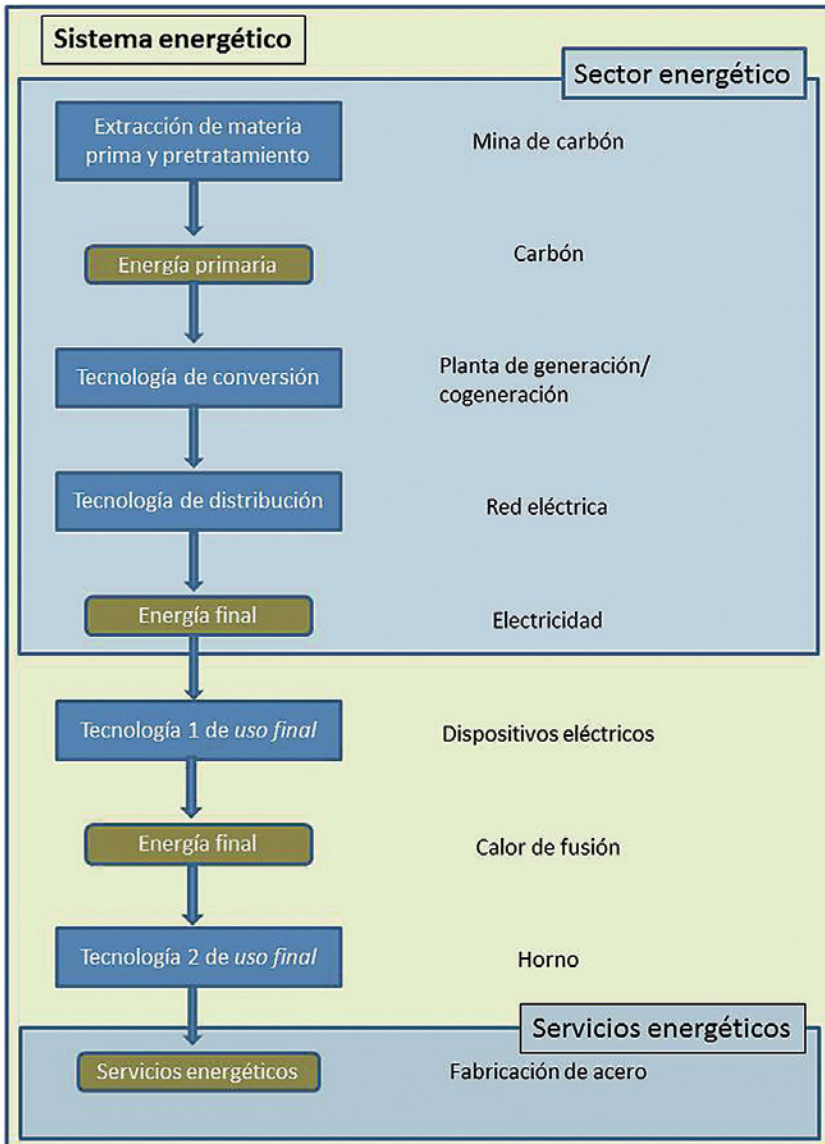 Sistema energético
Sector energético
Extracción de materia
prima y pretratamiento
Mina de carbón
Energía primaria
Carbón
Tecnología de conversión
Planta de generación/
cogeneración
Tecnología de distribución
Red eléctrica
Energía final
Electricidad
Tecnología 1 de uso final
Dispositivos eléctricos
Energía final
Calor de fusión
Tecnología 2 de uso final
Horno
Servicios energéticos
Servicios energéticos
Fabricación de acero